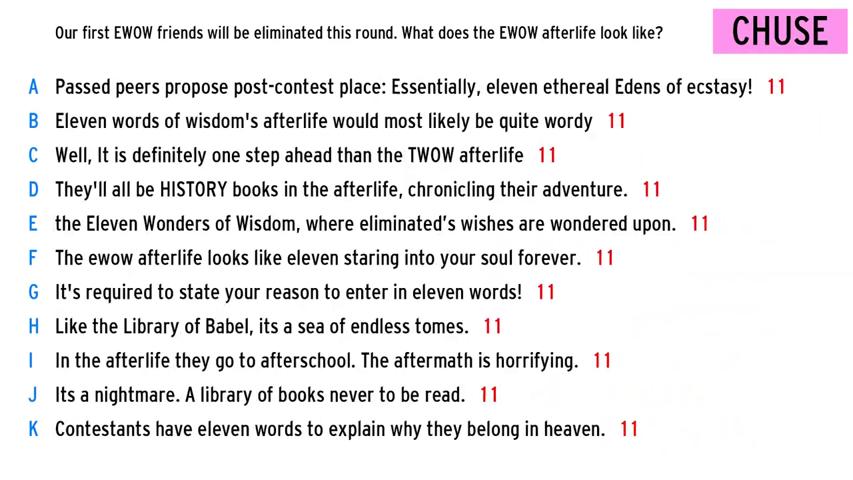 Our first EWOW friends will be eliminated this round. What does the EWOW afterlife look like?
CHUSE
A Passed peers propose post-contest place: Essentially, eleven ethereal Edens of ecstasy! 11
B Eleven words of wisdom's afterlife would most likely be quite wordy 11
C Well, It is definitely one step ahead than the TWOW afterlife 11
D They'll all be HISTORY books in the afterlife, chronicling their adventure. 11
E the Eleven Wonders of Wisdom, where eliminated's wishes are wondered upon. 11
F The ewow afterlife looks like eleven staring into your soul forever. 11
G It's required to state your reason to enter in eleven words! 11
H Like the Library of Babel, its a sea of endless tomes. 11
I In the afterlife they go to afterschool. The aftermath is horrifying. 11
J Its a nightmare. A library of books never to be read. 11
K Contestants have eleven words to explain why they belong in heaven. 11